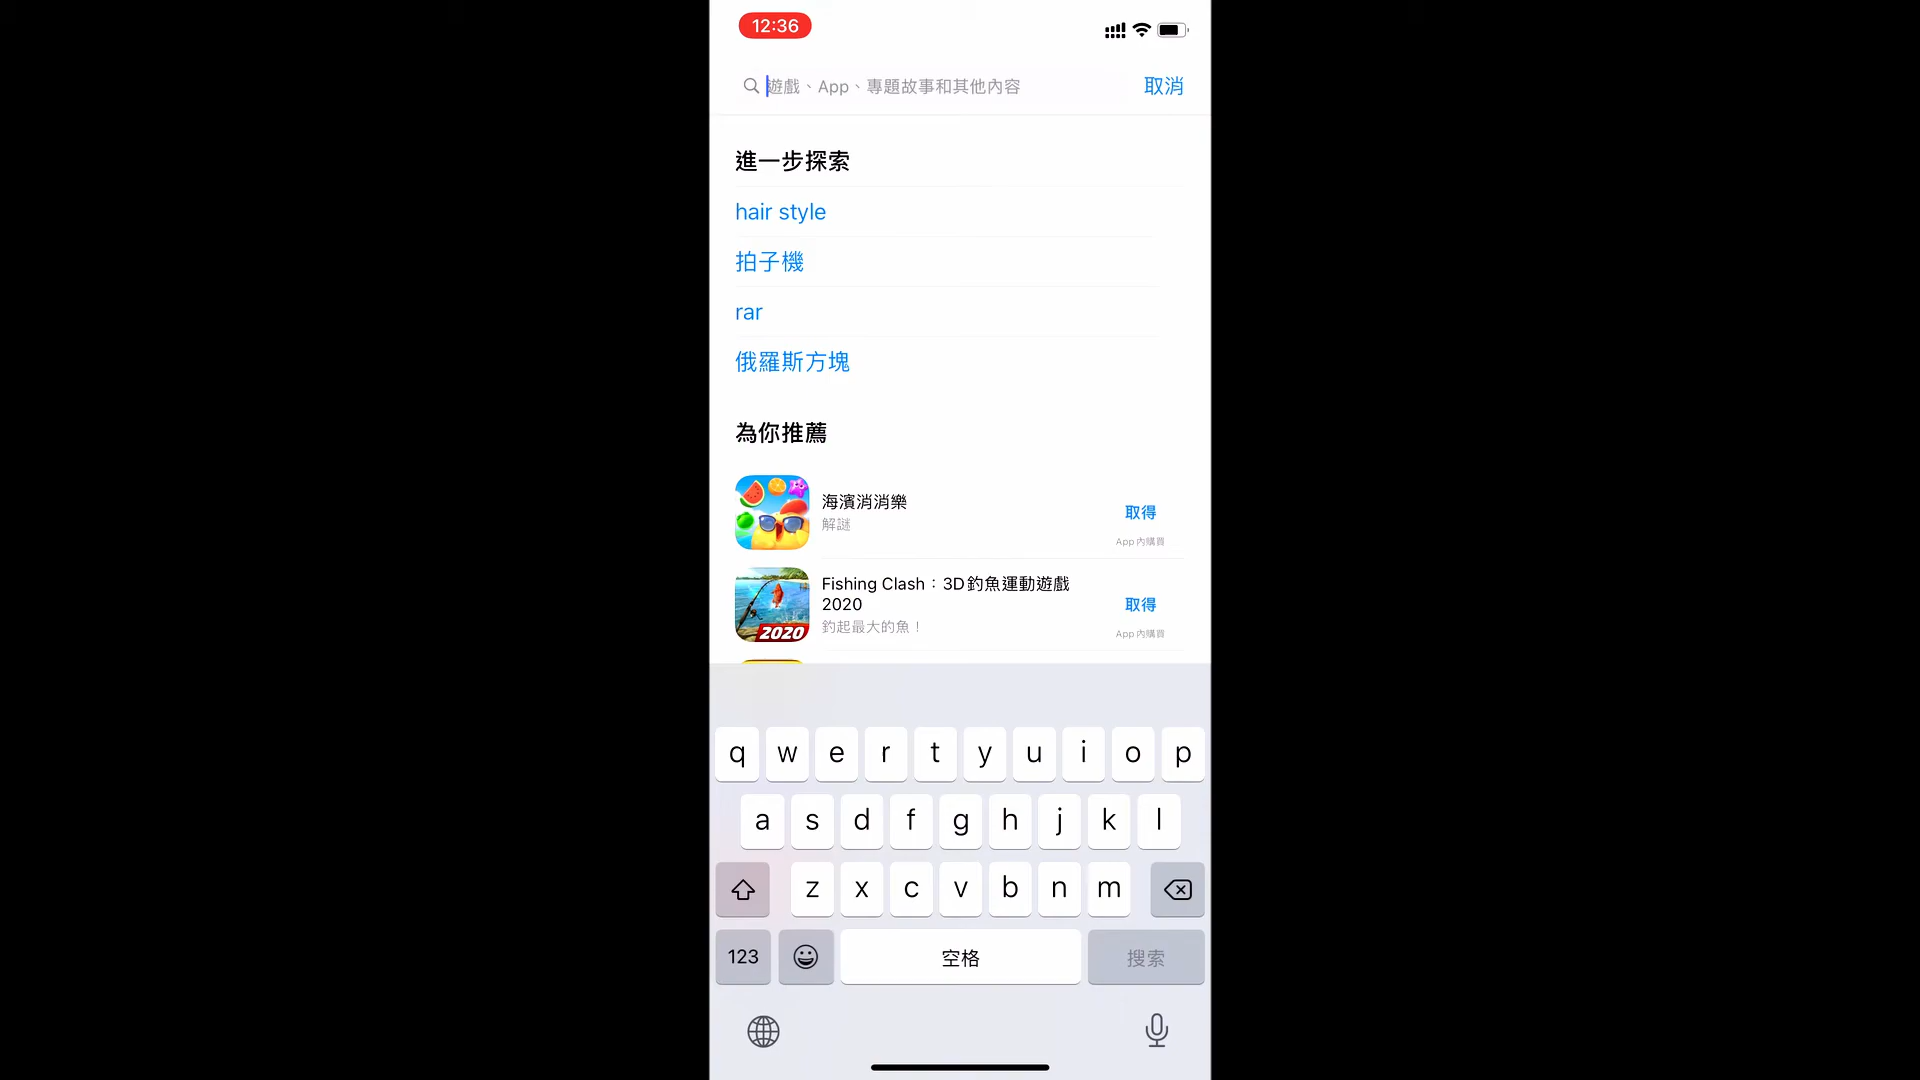 12:36
遊戲、App、專題故事和其他內容
取消
進一步探索
hair style
拍子機
rar
俄羅斯方塊
為你推薦
海濱消消樂
解謎
取得
App 內購買
Fishing Clash：3D釣魚運動遊戲
2020
釣起最大的魚！
2020
取得
App 內購買
q w e r t y u i o p
a s d f g h j k l
z x c v b n m
123
空格
搜索